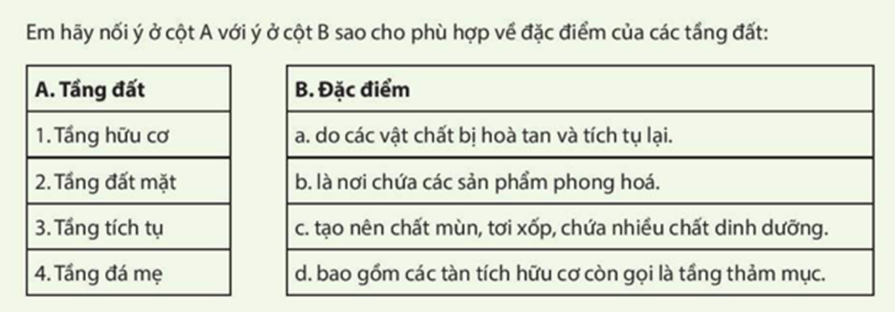 Em hãy nối ý ở cột A với ý ở cột B sao cho phù hợp về đặc điểm của các tầng đất:
A. Tầng đất
B. Đặc điểm
1. Tầng hữu cơ
a. do các vật chất bị hoà tan và tích tụ lại.
2. Tầng đất mặt
b. là nơi chứa các sản phẩm phong hoá.
3. Tầng tích tụ
c. tạo nên chất mùn, tơi xốp, chứa nhiều chất dinh dưỡng.
4. Tầng đá mẹ
d. bao gồm các tàn tích hữu cơ còn gọi là tầng thảm mục.